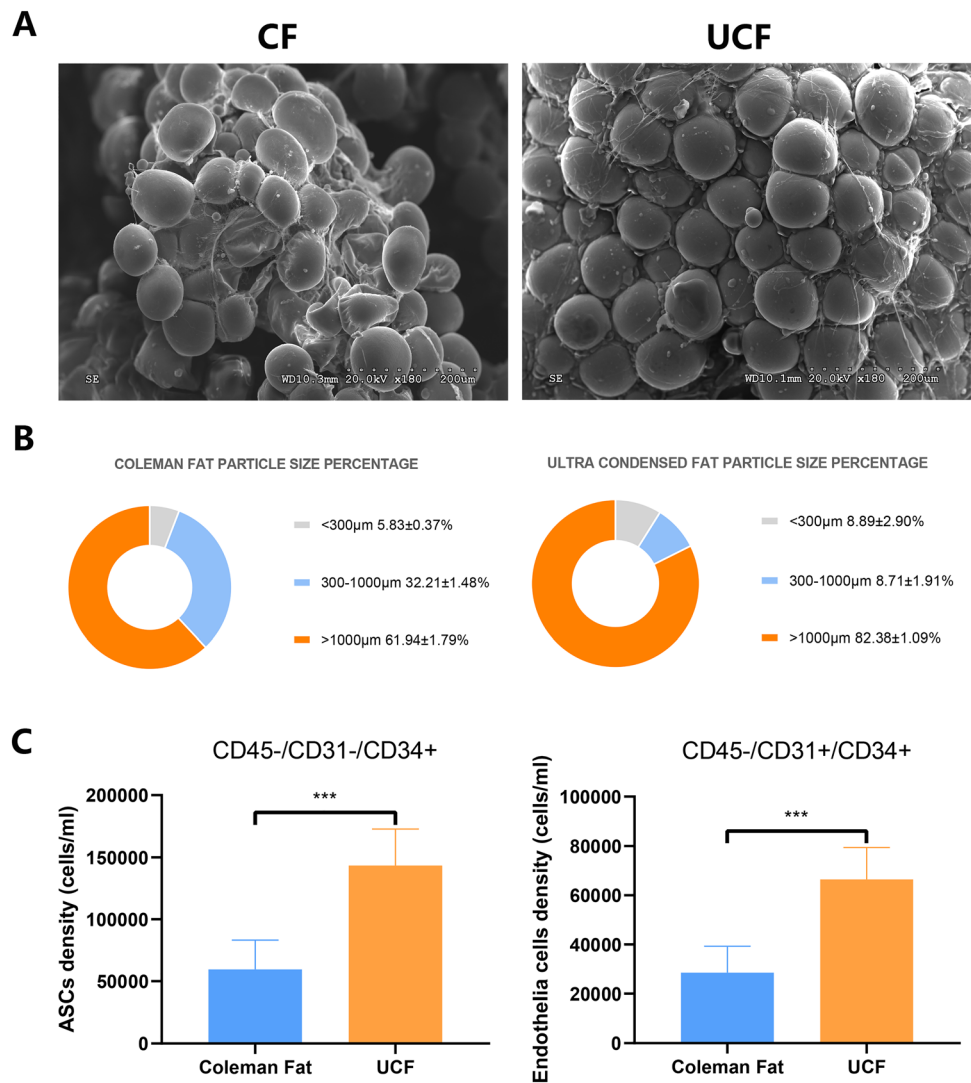 A
CF
UCF
SE
WD10.3mm 20.0kV x180 200um
SE
WD10.1mm 20.0kV x180 200um
B
COLEMAN FAT PARTICLE SIZE PERCENTAGE
<300μm 5.83±0.37%
300-1000μm 32.21±1.48%
>1000μm 61.94±1.79%
ULTRA CONDENSED FAT PARTICLE SIZE PERCENTAGE
<300μm 8.89±2.90%
300-1000μm 8.71±1.91%
>1000μm 82.38±1.09%
C
CD45-/CD31-/CD34+
ASCs density (cells/ml)
200000
150000
100000
50000
0
***
Coleman Fat
UCF
CD45-/CD31+/CD34+
Endothelia cells density (cells/ml)
100000
80000
60000
40000
20000
0
***
Coleman Fat
UCF